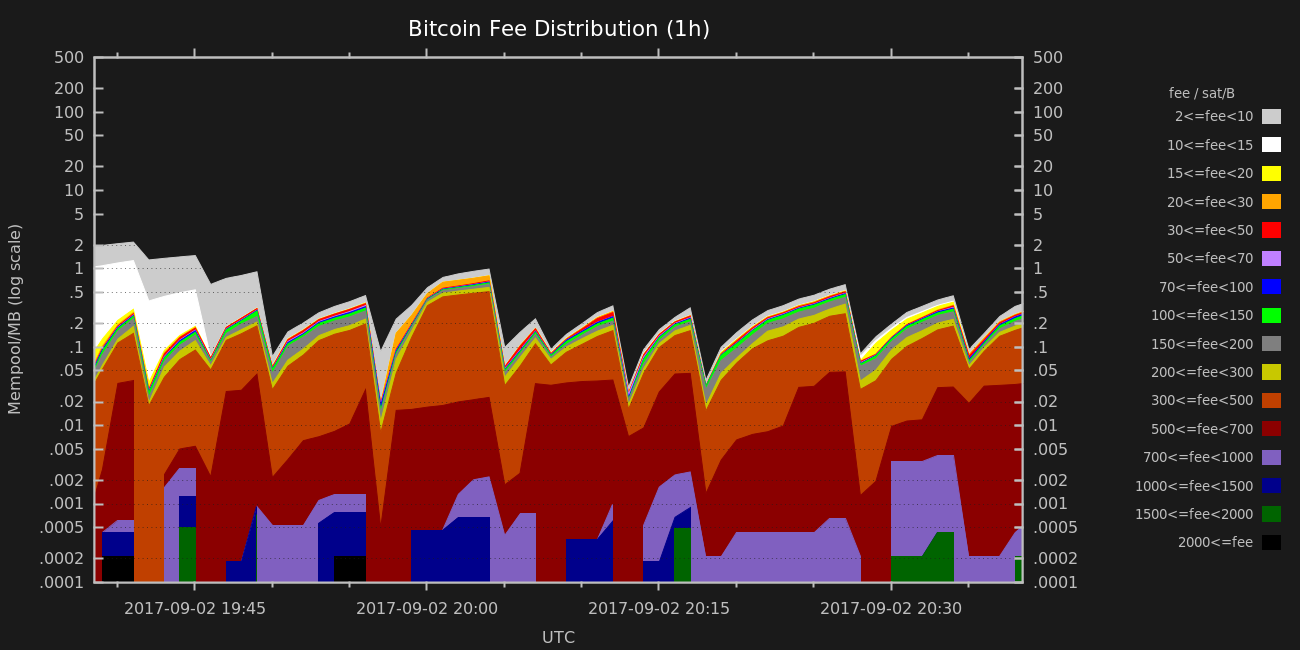 Bitcoin Fee Distribution (1h)
500 500
200 200
100 100
50 50
20 20
10 10
5 5
2 2
1 1
.5 .5
.2 .2
.1 .1
.05 .05
.02 .02
.01 .01
.005 .005
.002 .002
.001 .001
.0005 .0005
.0002 .0002
.0001 .0001
Mempool/MB (log scale)
2017-09-02 19:45 2017-09-02 20:00 2017-09-02 20:15 2017-09-02 20:30
UTC
fee / sat/B
2<=fee<10
10<=fee<15
15<=fee<20
20<=fee<30
30<=fee<50
50<=fee<70
70<=fee<100
100<=fee<150
150<=fee<200
200<=fee<300
300<=fee<500
500<=fee<700
700<=fee<1000
1000<=fee<1500
1500<=fee<2000
2000<=fee